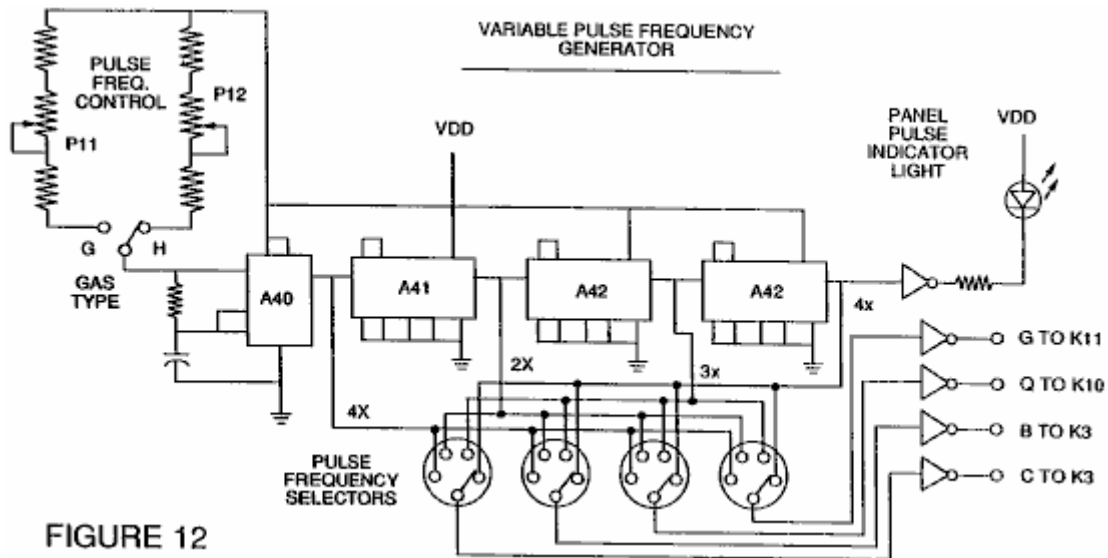 VARIABLE PULSE FREQUENCY
GENERATOR
PULSE
FREQ.
CONTROL
P12
P11
VDD
PANEL
PULSE
INDICATOR
LIGHT
VDD
G
H
GAS
TYPE
A40
A41
A42
A42
4x
2X
3x
4X
G TO K11
Q TO K10
B TO K3
C TO K3
PULSE
FREQUENCY
SELECTORS
FIGURE 12